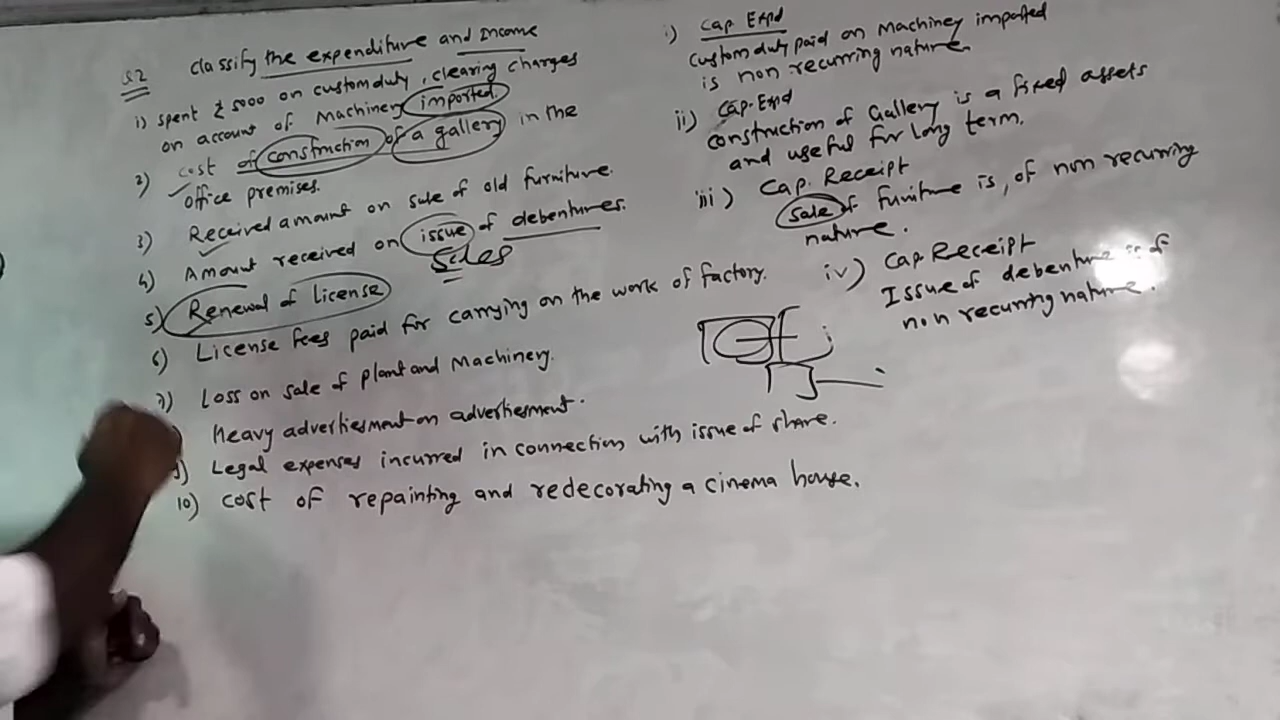 Q2 classify the expenditure and Income
1) spent ₹ 5000 on custom duty, clearing charges
on account of Machinery imported.
2) cost of construction of a gallery in the
office premises.
3) Received amount on sale of old furniture.
4) Amount received on issue of debentures.
5) Renewal of License
6) License fees paid for carrying on the work of factory.
7) Loss on sale of plant and Machinery.
Heavy advertiesment on advertiesment.
9) Legal expenses incurred in connection with issue of share.
10) cost of repainting and redecorating a cinema house.
i) Cap Expd
custom duty paid on Machiney imported
is non recurring nature.
ii) Cap. Expd
construction of Gallery is a fixed assets
and useful for Long term.
iii) Cap. Receipt
sale of funiture is, of non recurring
nature.
iv) Cap Receipt
Issue of debenture is of
non recurring nature.